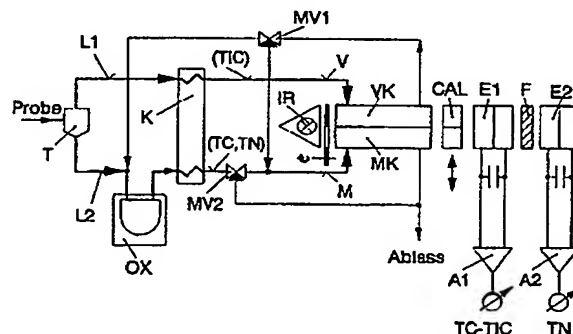 MV1
L1
(TIC)
V
Probe
T
K
IR
VK
CAL
E1
F
E2
(TC,TN)
MK
L2
MV2
M
OX
Ablass
A1
A2
TC-TIC
TN